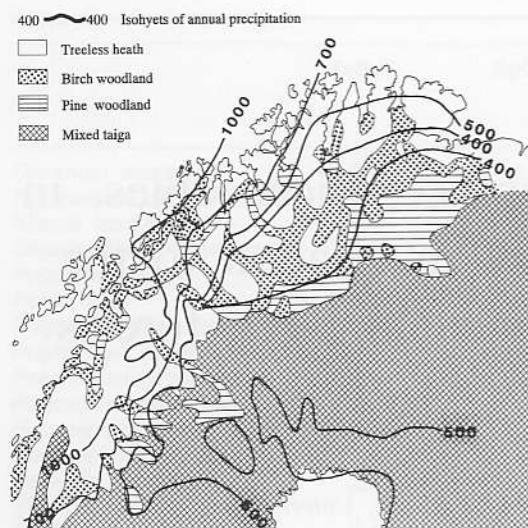 400 400 Isohyets of annual precipitation
Treeless heath
Birch woodland
Pine woodland
Mixed taiga
700
1000
500
400
400
1000
700
500